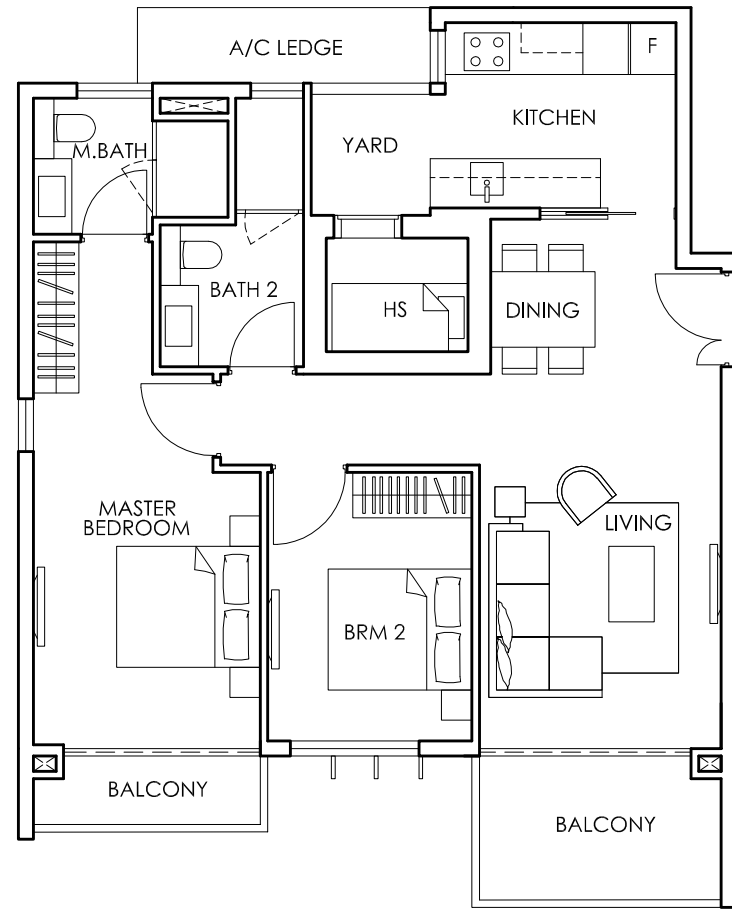 A/C LEDGE
F
KITCHEN
M.BATH
YARD
BATH 2
HS
DINING
MASTER
BEDROOM
LIVING
BRM 2
BALCONY
BALCONY